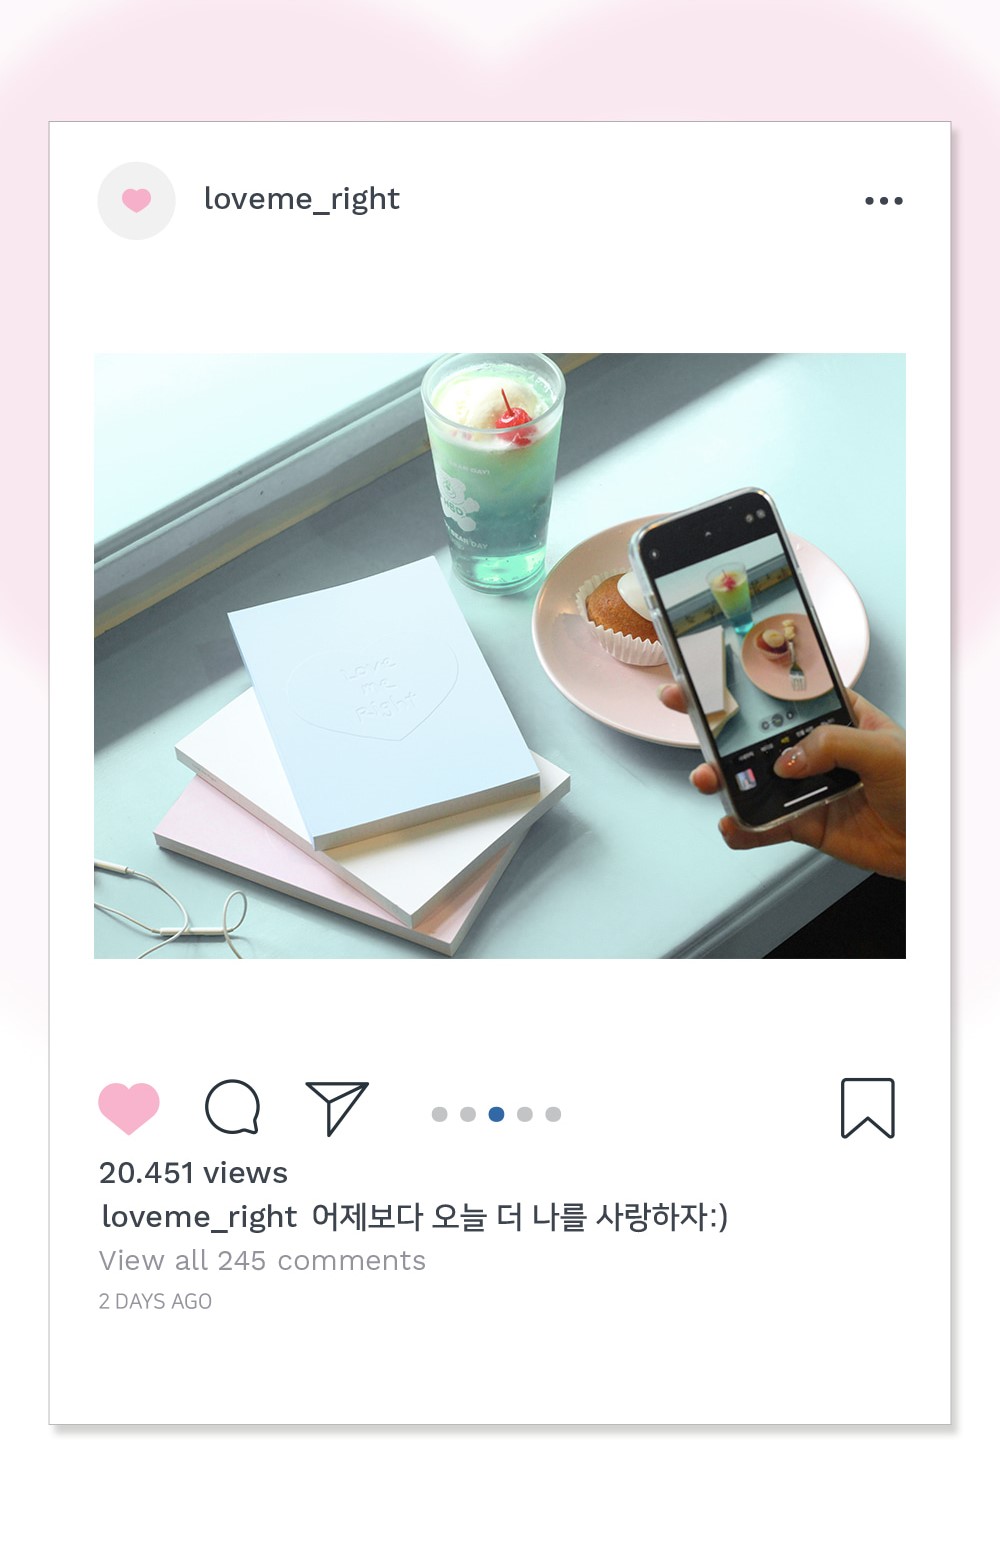 loveme_right
Love
me
Right
20.451 views
loveme_right 어제보다 오늘 더 나를 사랑하자:)
View all 245 comments
2 DAYS AGO